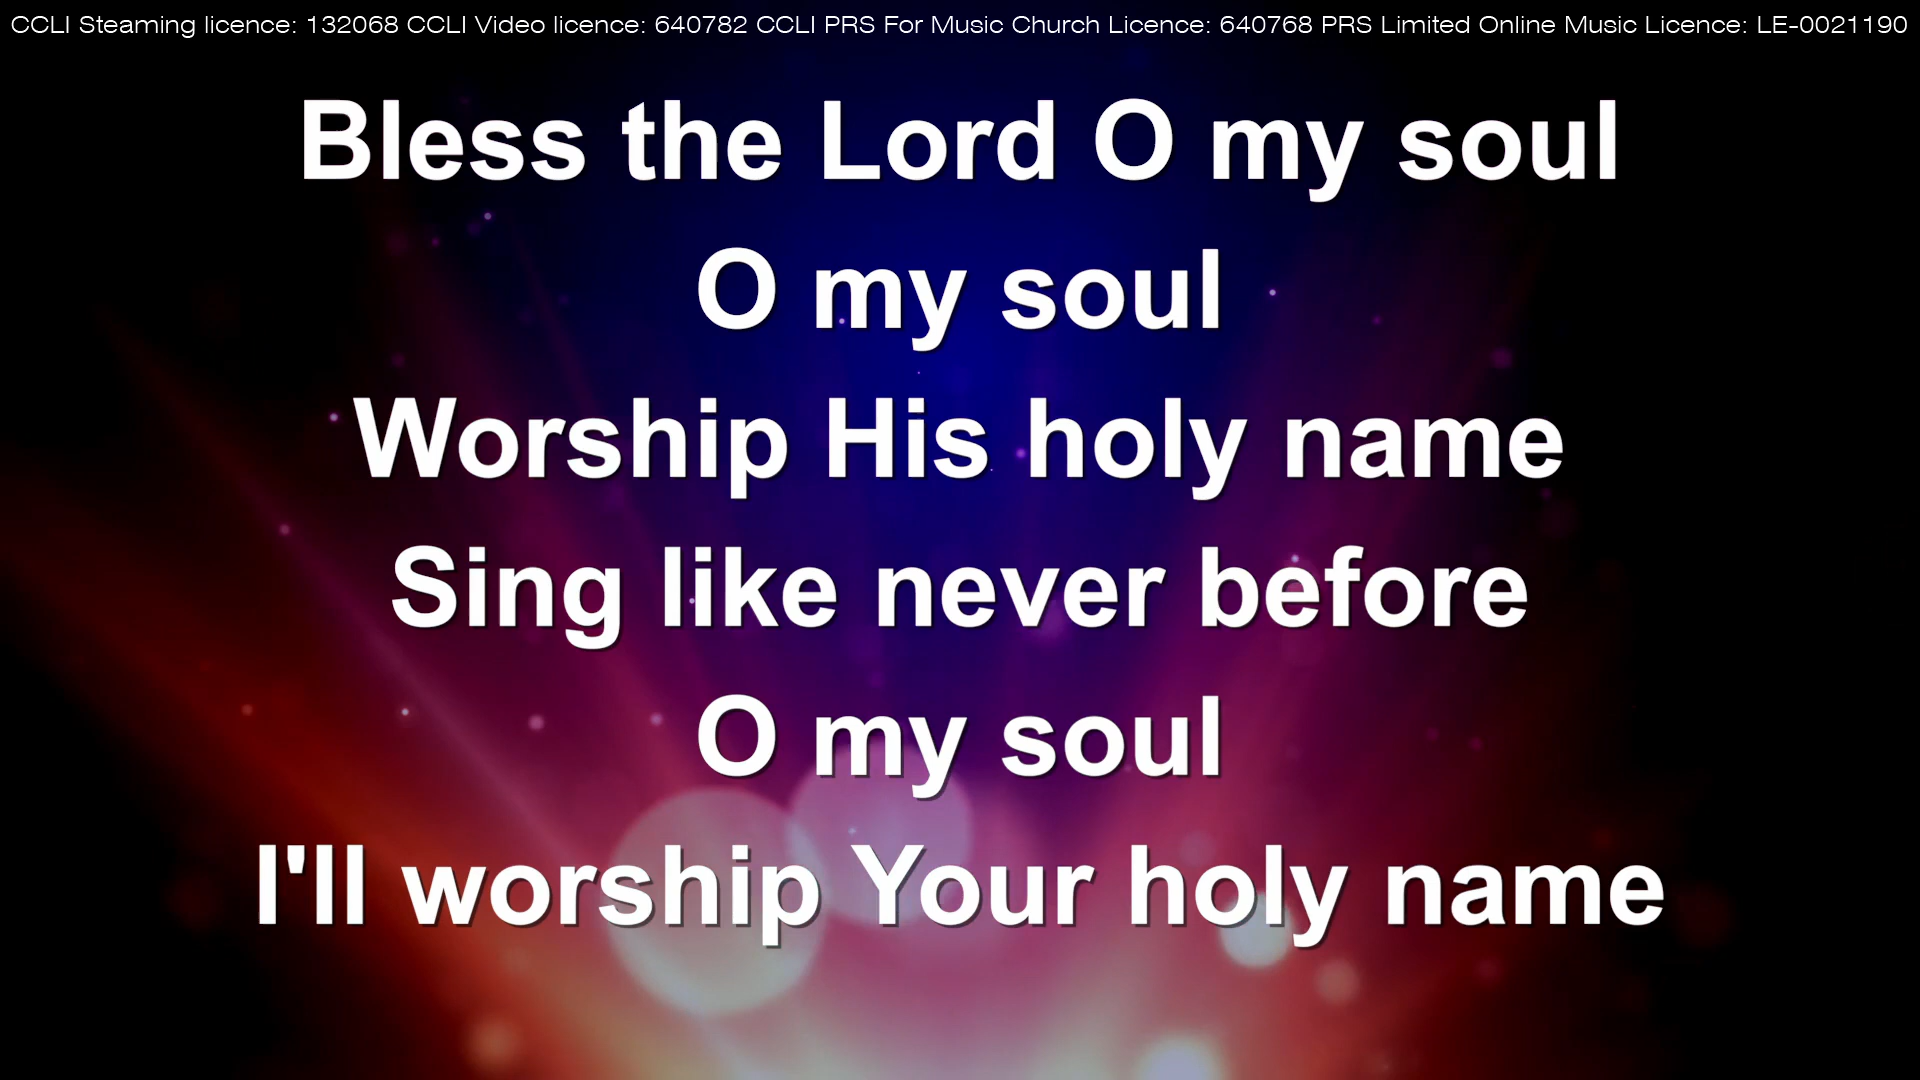 CCLI Steaming licence: 132068 CCLI Video licence: 640782 CCLI PRS For Music Church Licence: 640768 PRS Limited Online Music Licence: LE-0021190
Bless the Lord O my soul
O my soul
Worship His holy name
Sing like never before
O my soul
I'll worship Your holy name